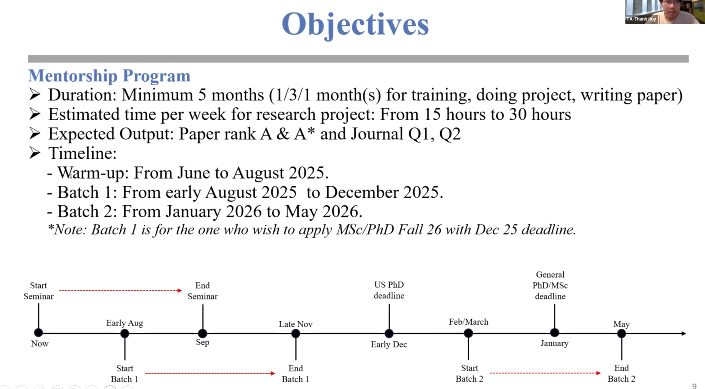 Objectives
Mentorship Program
➢ Duration: Minimum 5 months (1/3/1 month(s) for training, doing project, writing paper)
➢ Estimated time per week for research project: From 15 hours to 30 hours
➢ Expected Output: Paper rank A & A* and Journal Q1, Q2
➢ Timeline:
- Warm-up: From June to August 2025.
- Batch 1: From early August 2025 to December 2025.
- Batch 2: From January 2026 to May 2026.
*Note: Batch 1 is for the one who wish to apply MSc/PhD Fall 26 with Dec 25 deadline.
Start
Seminar
End
Seminar
US PhD
deadline
General
PhD/MSc
deadline
Early Aug
Late Nov
Feb/March
May
Now
Sep
Early Dec
January
Start
Batch 1
End
Batch 1
Start
Batch 2
End
Batch 2
9